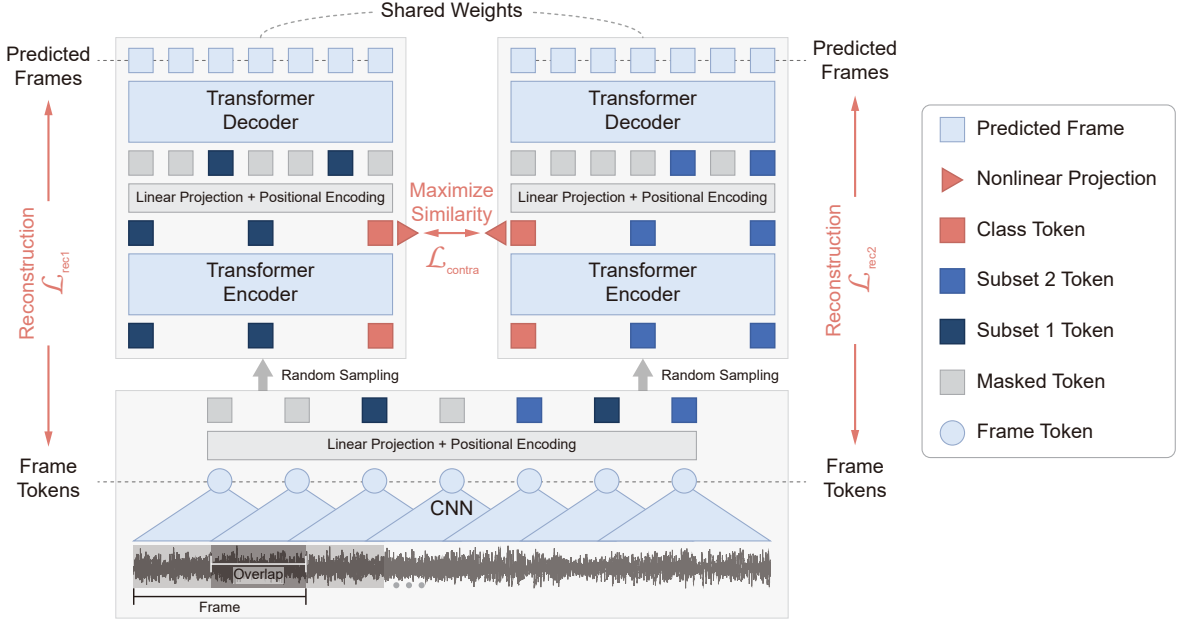 Shared Weights
Predicted
Frames
Predicted
Frames
Transformer
Decoder
Transformer
Decoder
Linear Projection + Positional Encoding
Linear Projection + Positional Encoding
Maximize
Similarity
ℒcontra
Transformer
Encoder
Transformer
Encoder
Reconstruction
ℒrec1
Reconstruction
ℒrec2
Random Sampling
Random Sampling
Linear Projection + Positional Encoding
Frame
Tokens
Frame
Tokens
CNN
Overlap
Frame
Predicted Frame
Nonlinear Projection
Class Token
Subset 2 Token
Subset 1 Token
Masked Token
Frame Token